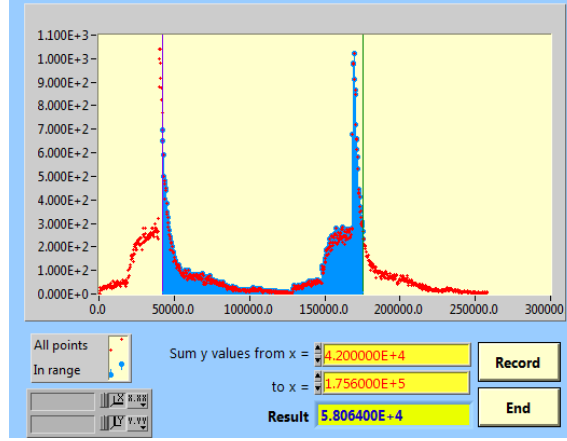 1.100E+3
1.000E+3
9.000E+2
8.000E+2
7.000E+2
6.000E+2
5.000E+2
4.000E+2
3.000E+2
2.000E+2
1.000E+2
0.000E+0
0.0 50000.0 100000.0 150000.0 200000.0 250000.0 300000
All points
In range
Sum y values from x = 4.200000E+4
to x = 1.756000E+5
Result 5.806400E+4
Record
End
X X.XX
Y Y.YY